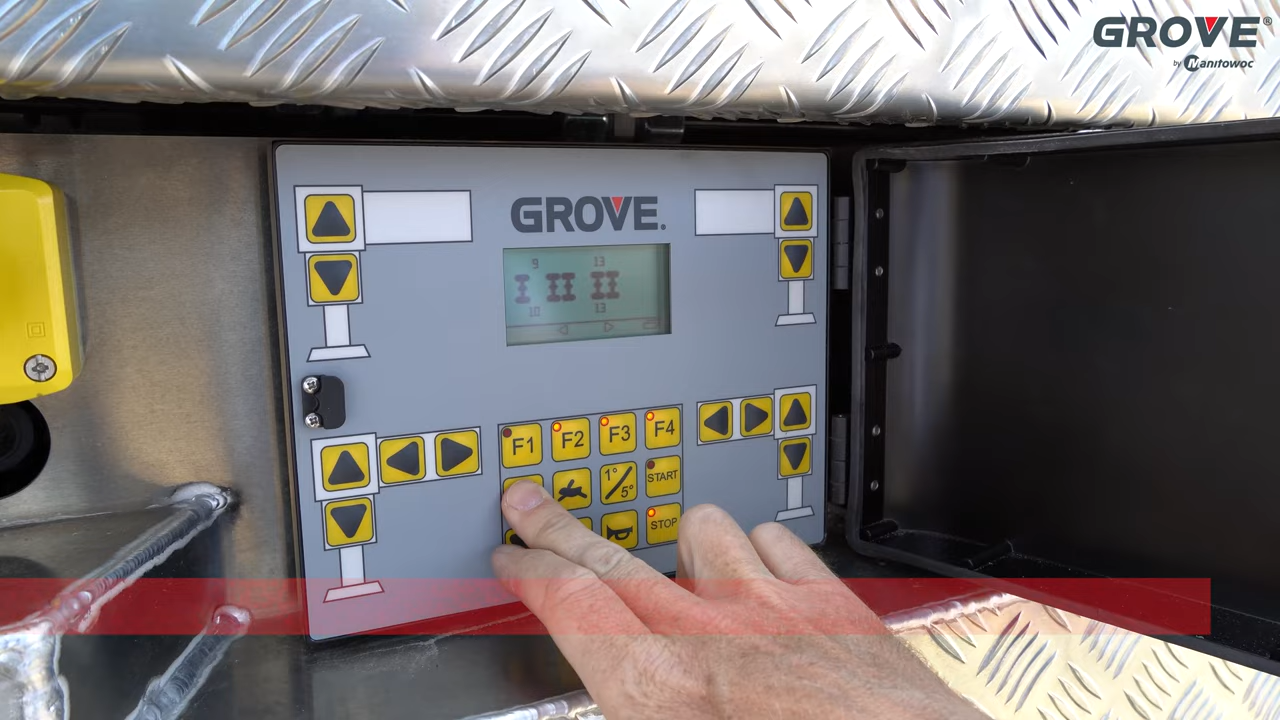 GROVE®
by Manitowoc
GROVE.
9 13
10 13
F1 F2 F3 F4
1°/5° START
STOP